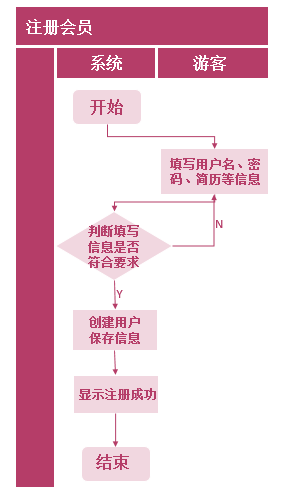 注册会员
系统
游客
开始
填写用户名、密
码、简历等信息
判断填写
信息是否
符合要求
N
Y
创建用户
保存信息
显示注册成功
结束